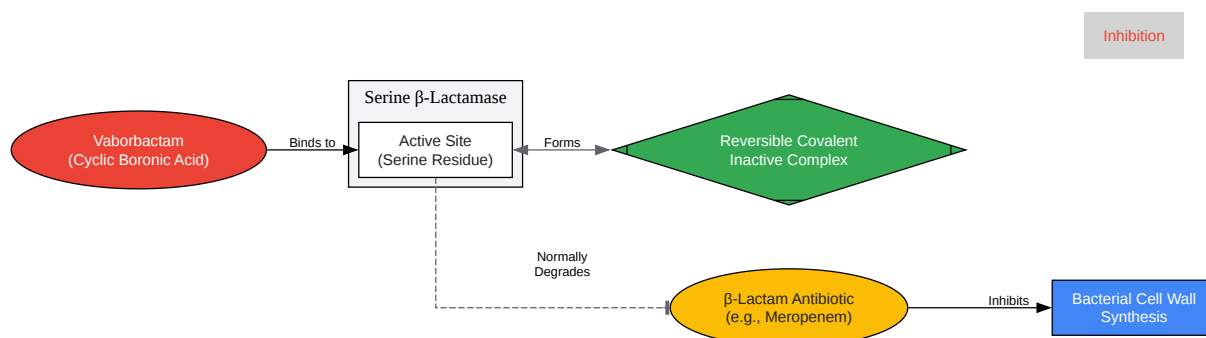 Inhibition
Serine β-Lactamase
Vaborbactam
(Cyclic Boronic Acid)
Binds to
Active Site
(Serine Residue)
Forms
Reversible Covalent
Inactive Complex
Normally
Degrades
β-Lactam Antibiotic
(e.g., Meropenem)
Inhibits
Bacterial Cell Wall
Synthesis